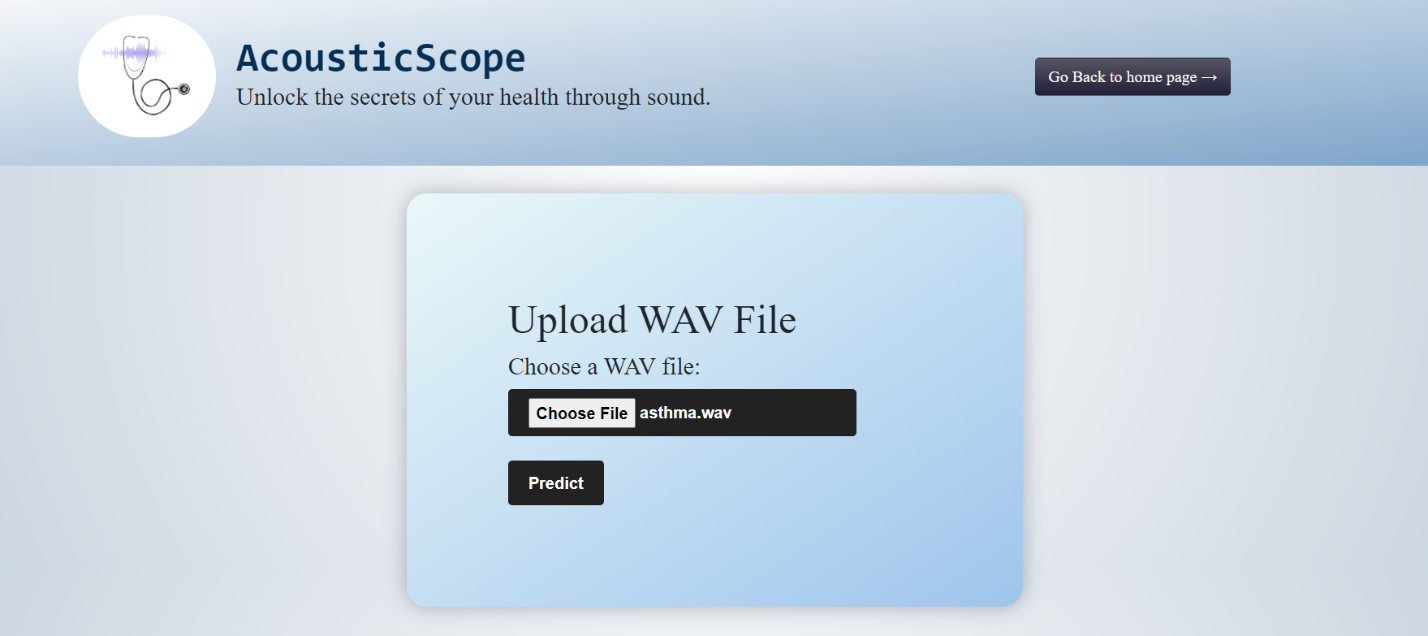 AcousticScope
Unlock the secrets of your health through sound.
Go Back to home page →
Upload WAV File
Choose a WAV file:
Choose File asthma.wav
Predict